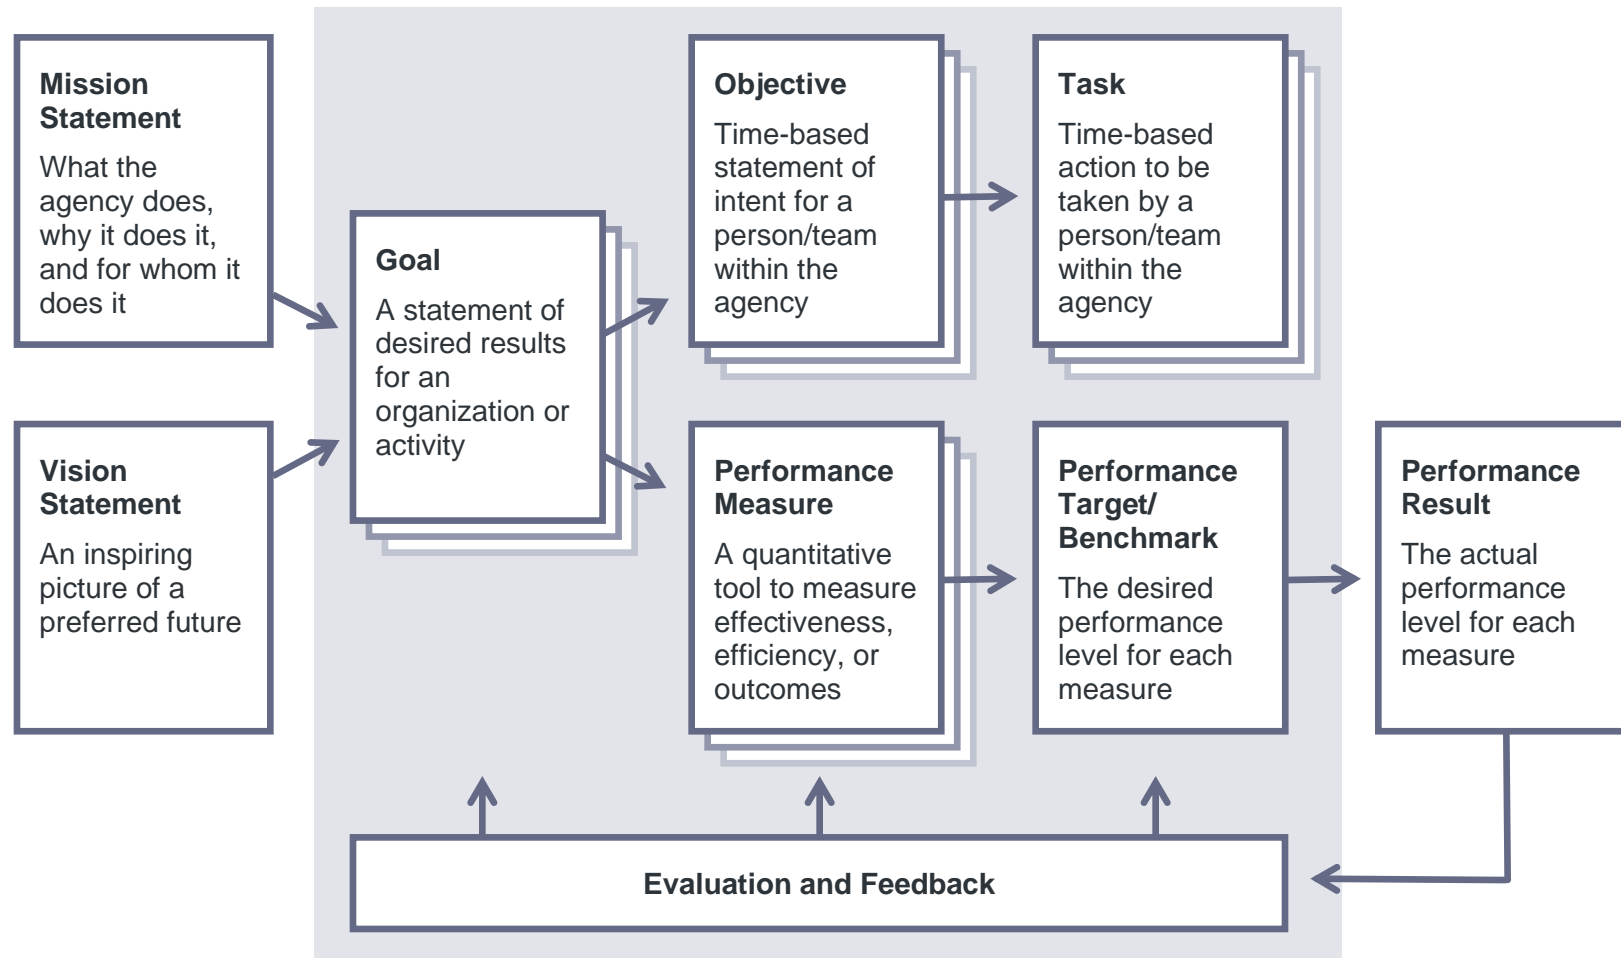 Mission
Statement
What the
agency does,
why it does it,
and for whom it
does it
Vision
Statement
An inspiring
picture of a
preferred future
Goal
A statement of
desired results
for an
organization or
activity
Objective
Time-based
statement of
intent for a
person/team
within the
agency
Task
Time-based
action to be
taken by a
person/team
within the
agency
Performance
Measure
A quantitative
tool to measure
effectiveness,
efficiency, or
outcomes
Performance
Target/
Benchmark
The desired
performance
level for each
measure
Performance
Result
The actual
performance
level for each
measure
Evaluation and Feedback